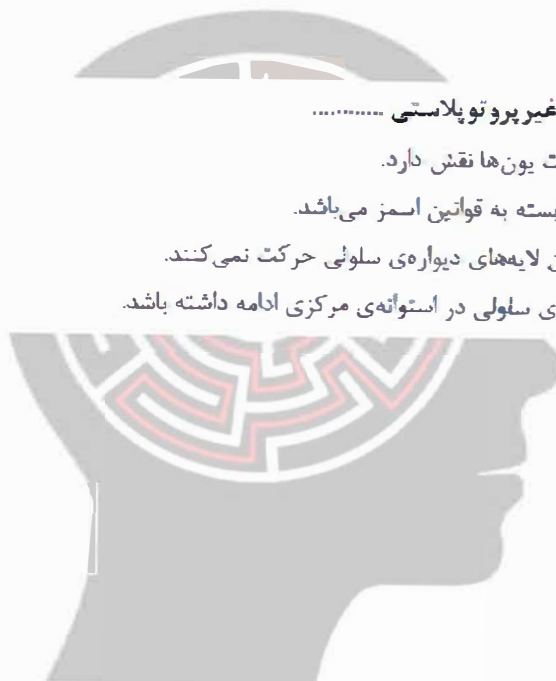 غیرپروتوپلاستی ...........
یون‌ها نقش دارد.
بسته به قوانین اسمز می‌باشد.
لایه‌های دیواره‌ی سلولی حرکت نمی‌کنند.
سلولی در استوانه‌ی مرکزی ادامه داشته باشد.